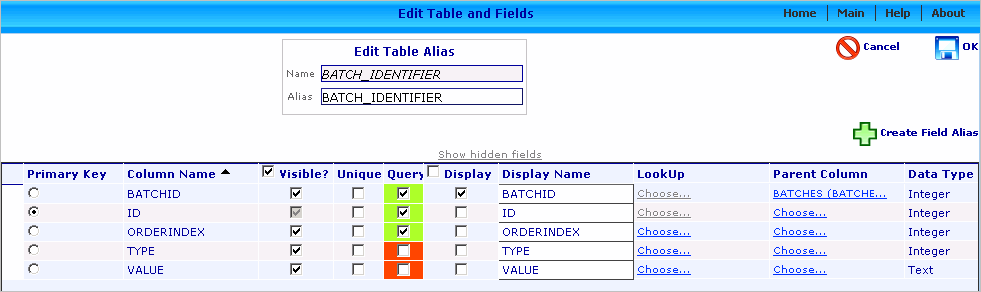 Edit Table and Fields Home Main Help About
Cancel OK
Edit Table Alias
Name BATCH_IDENTIFIER
Alias BATCH_IDENTIFIER
Create Field Alias
Show hidden fields
Primary Key Column Name Visible? Unique Query Display Display Name LookUp Parent Column Data Type
BATCHID BATCHID Choose... BATCHES (BATCHE... Integer
ID ID Choose... Choose... Integer
ORDERINDEX ORDERINDEX Choose... Choose... Integer
TYPE TYPE Choose... Choose... Integer
VALUE VALUE Choose... Choose... Text